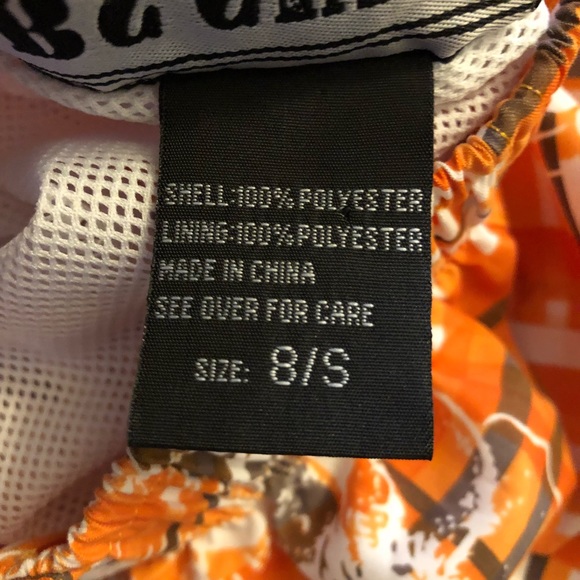 SHELL:100% POLYESTER
LINING:100%POLYESTER
MADE IN CHINA
SEE OVER FOR CARE
SIZE: 8/S